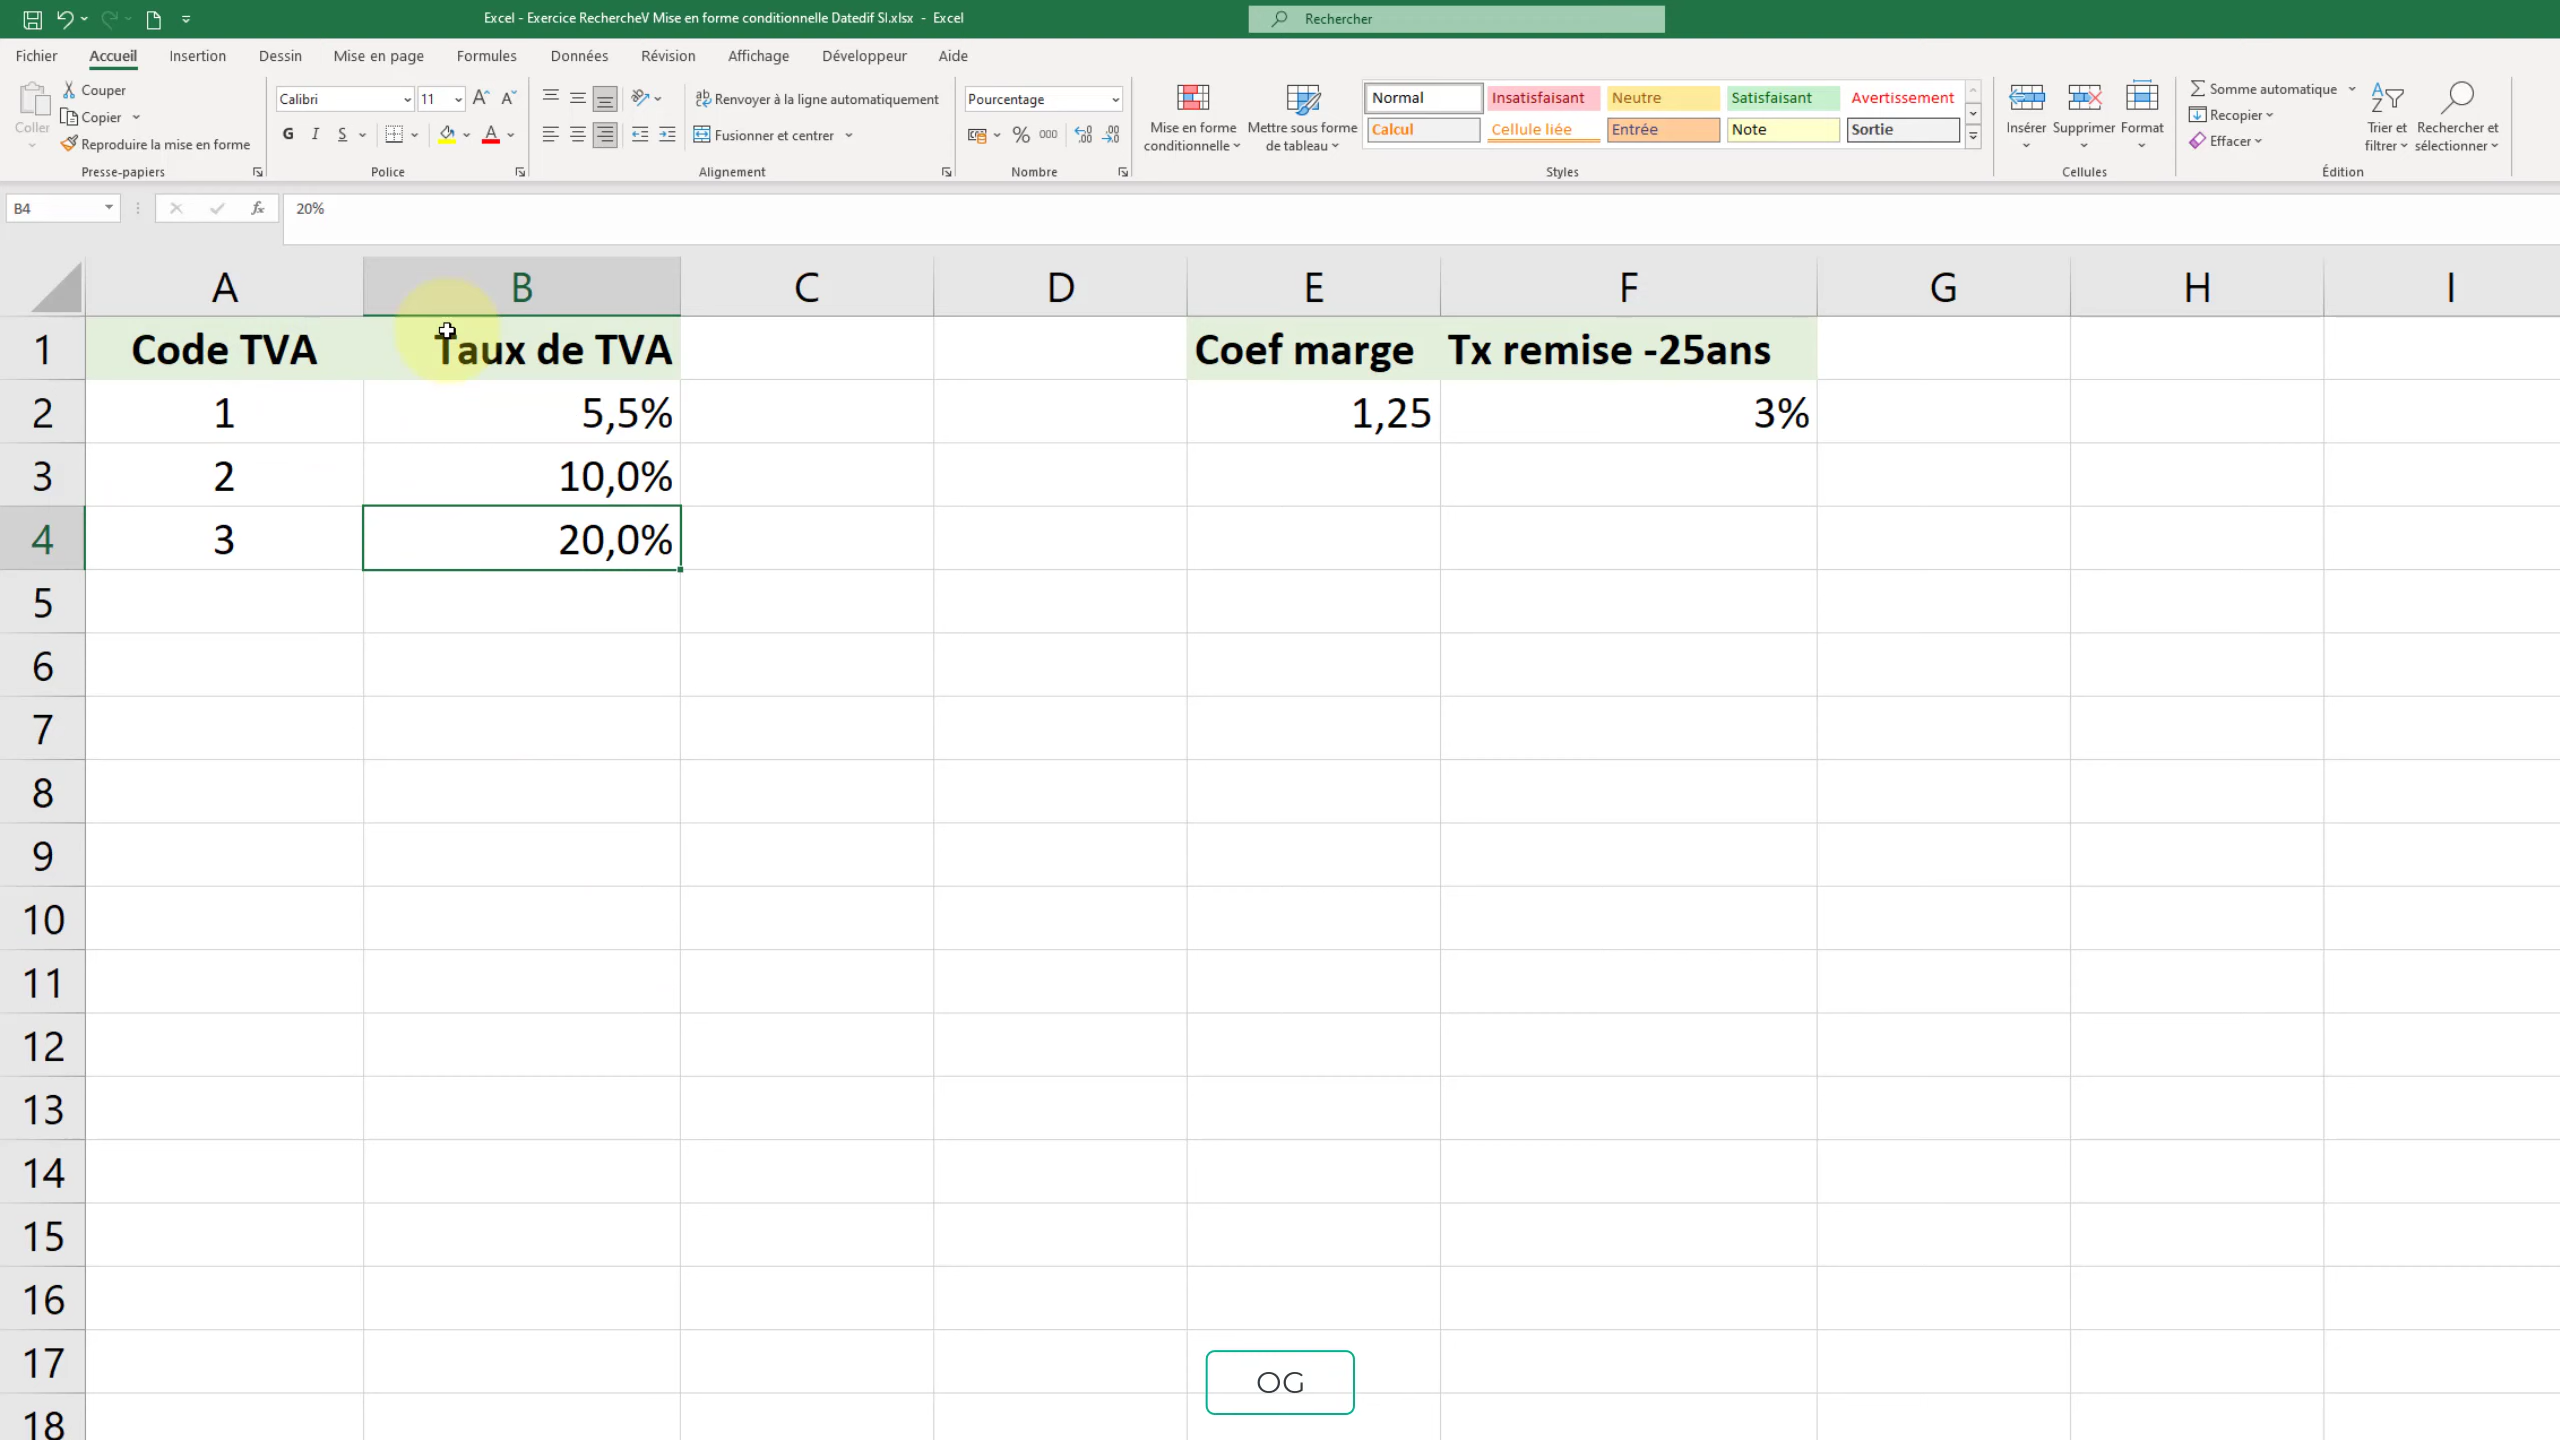 Excel - Exercice RechercheV Mise en forme conditionnelle Datedif SI.xlsx - Excel
Rechercher
Fichier Accueil Insertion Dessin Mise en page Formules Données Révision Affichage Développeur Aide
Coller
Couper
Copier
Reproduire la mise en forme
Presse-papiers
Calibri 11
G I S
Police
Renvoyer à la ligne automatiquement
Fusionner et centrer
Alignement
Pourcentage
% 000
Nombre
Mise en forme conditionnelle
Mettre sous forme de tableau
Normal Insatisfaisant Neutre Satisfaisant Avertissement
Calcul Cellule liée Entrée Note Sortie
Styles
Insérer Supprimer Format
Cellules
Somme automatique
Recopier
Effacer
Trier et filtrer
Rechercher et sélectionner
Édition
B4 fx 20%
A B C D E F G H I
1 Code TVA Taux de TVA Coef marge Tx remise -25ans
2 1 5,5% 1,25 3%
3 2 10,0%
4 3 20,0%
5
6
7
8
9
10
11
12
13
14
15
16
17
18
OG